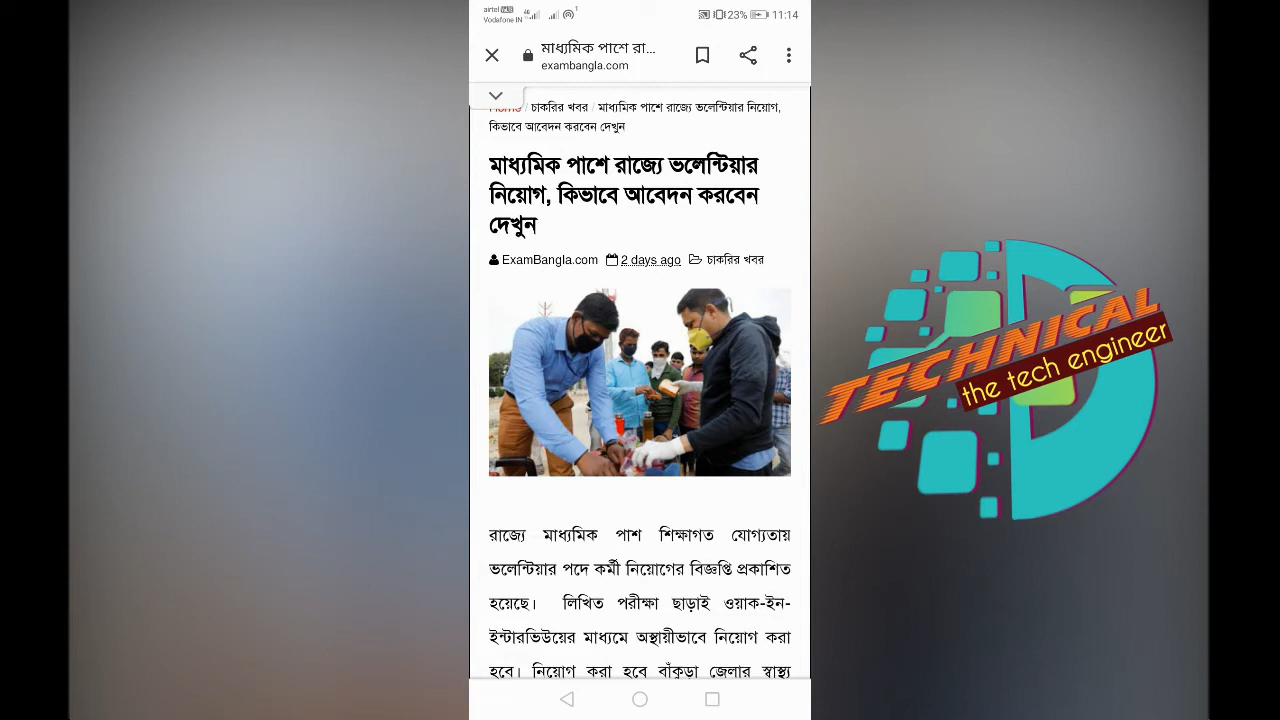 airtel
Vodafone IN
4G
1
23%
11:14
মাধ্যমিক পাশে রা...
exambangla.com
Home / চাকরির খবর / মাধ্যমিক পাশে রাজ্যে ভলেন্টিয়ার নিয়োগ,
কিভাবে আবেদন করবেন দেখুন
মাধ্যমিক পাশে রাজ্যে ভলেন্টিয়ার
নিয়োগ, কিভাবে আবেদন করবেন
দেখুন
ExamBangla.com 2 days ago চাকরির খবর
রাজ্যে মাধ্যমিক পাশ শিক্ষাগত যোগ্যতায়
ভলেন্টিয়ার পদে কর্মী নিয়োগের বিজ্ঞপ্তি প্রকাশিত
হয়েছে। লিখিত পরীক্ষা ছাড়াই ওয়াক-ইন-
ইন্টারভিউয়ের মাধ্যমে অস্থায়ীভাবে নিয়োগ করা
হবে। নিয়োগ করা হবে বাঁকুড়া জেলার স্বাস্থ্য
TECHNICAL
the tech engineer